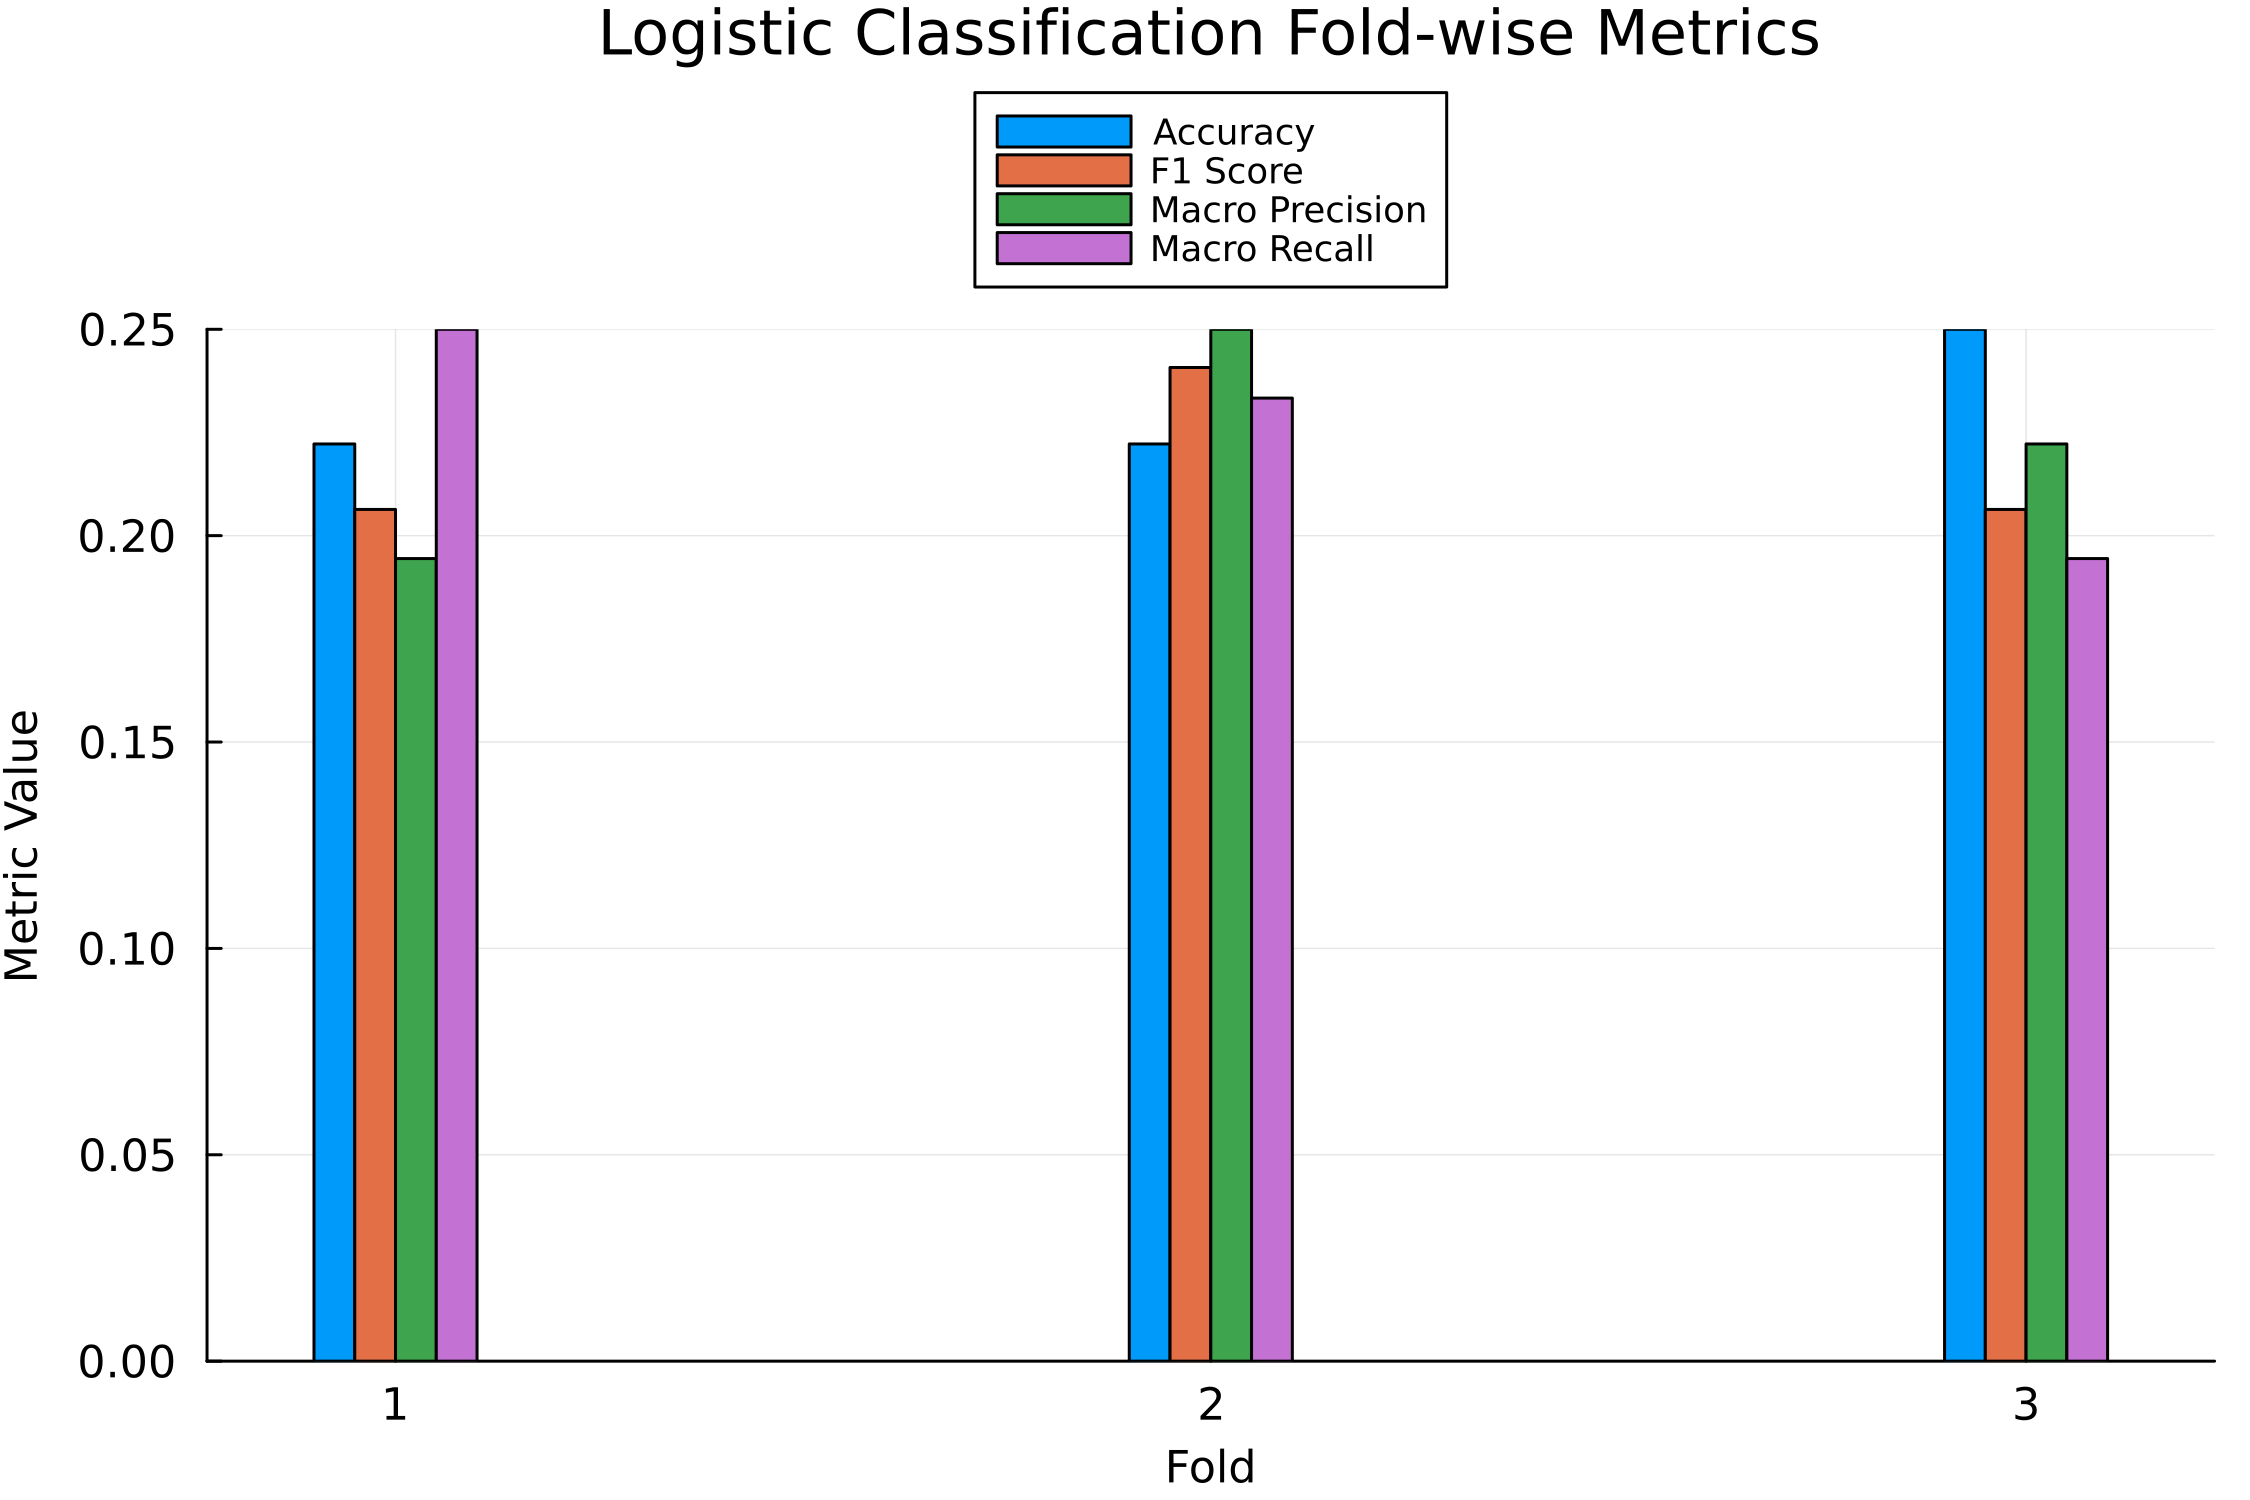 Logistic Classification Fold-wise Metrics
Accuracy
F1 Score
Macro Precision
Macro Recall
0.25
0.20
0.15
0.10
0.05
0.00
Metric Value
1 2 3
Fold